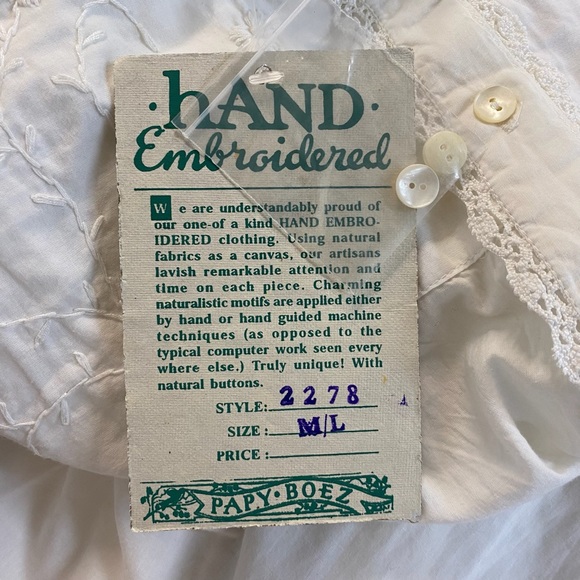 ·hAND·
Embroidered
We are understandably proud of
our one-of a kind HAND EMBRO-
IDERED clothing. Using natural
fabrics as a canvas, our artisans
lavish remarkable attention and
time on each piece. Charming
naturalistic motifs are applied either
by hand or hand guided machine
techniques (as opposed to the
typical computer work seen every
where else.) Truly unique! With
natural buttons.
STYLE: 2278
SIZE: M/L
PRICE:
PAPY·BOEZ